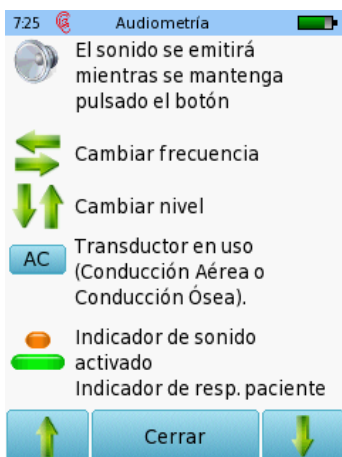 7:25 Audiometría
El sonido se emitirá
mientras se mantenga
pulsado el botón
Cambiar frecuencia
Cambiar nivel
AC
Transductor en uso
(Conducción Aérea o
Conducción Ósea).
Indicador de sonido
activado
Indicador de resp. paciente
Cerrar